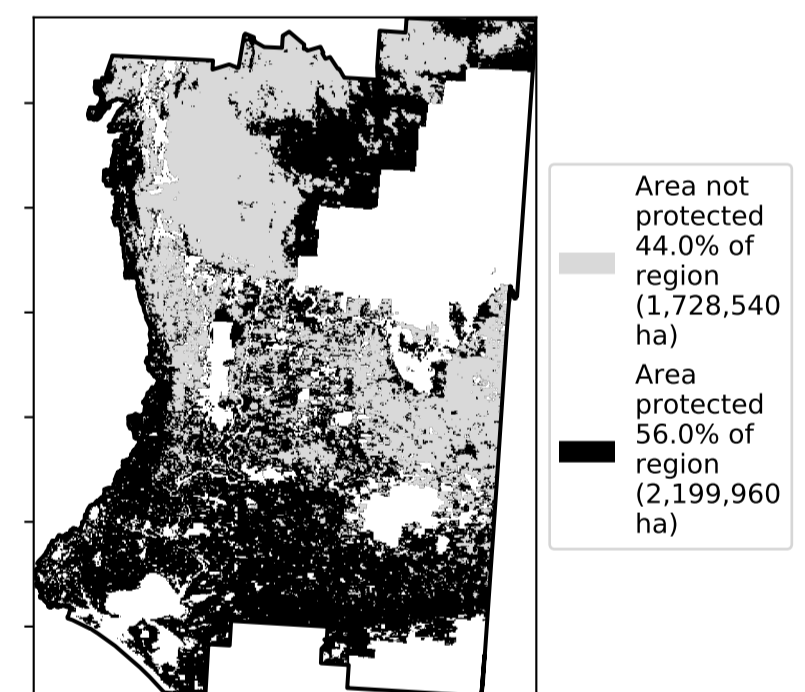 Area not
protected
44.0% of
region
(1,728,540
ha)
Area
protected
56.0% of
region
(2,199,960
ha)